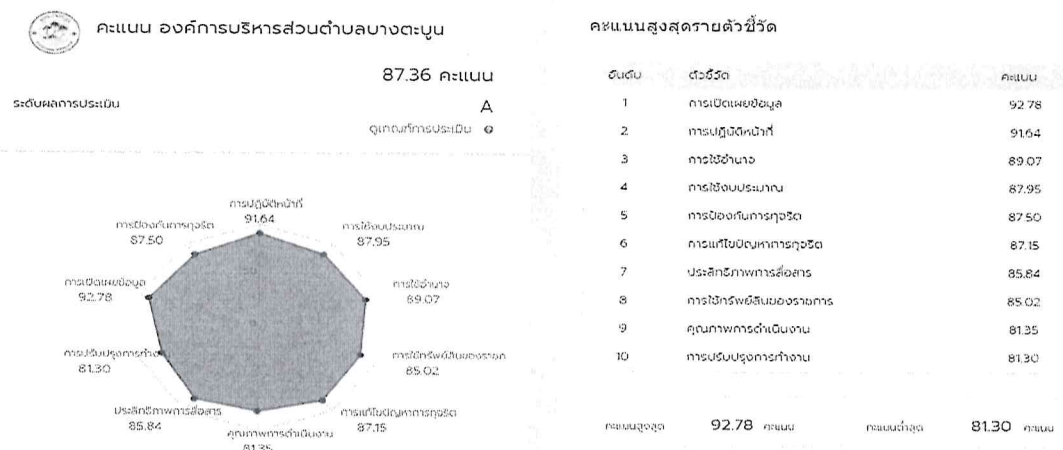 คะแนน องค์การบริหารส่วนตำบลบางตะบูน
87.36 คะแนน
ระดับผลการประเมิน
A
ดูเกณฑ์การประเมิน
การปฏิบัติหน้าที่
91.64
การป้องกันการทุจริต
87.50
การใช้งบประมาณ
87.95
การเปิดเผยข้อมูล
92.78
การใช้อำนาจ
89.07
การปรับปรุงการทำงาน
81.30
การใช้ทรัพย์สินของราชก
85.02
ประสิทธิภาพการสื่อสาร
85.84
การแก้ไขปัญหาการทุจริต
87.15
คุณภาพการดำเนินงาน
81.35
คะแนนสูงสุดรายตัวชี้วัด
อันดับ ตัวชี้วัด คะแนน
1 การเปิดเผยข้อมูล 92.78
2 การปฏิบัติหน้าที่ 91.64
3 การใช้อำนาจ 89.07
4 การใช้งบประมาณ 87.95
5 การป้องกันการทุจริต 87.50
6 การแก้ไขปัญหาการทุจริต 87.15
7 ประสิทธิภาพการสื่อสาร 85.84
8 การใช้ทรัพย์สินของราชการ 85.02
9 คุณภาพการดำเนินงาน 81.35
10 การปรับปรุงการทำงาน 81.30
คะแนนสูงสุด 92.78 คะแนน คะแนนต่ำสุด 81.30 คะแนน